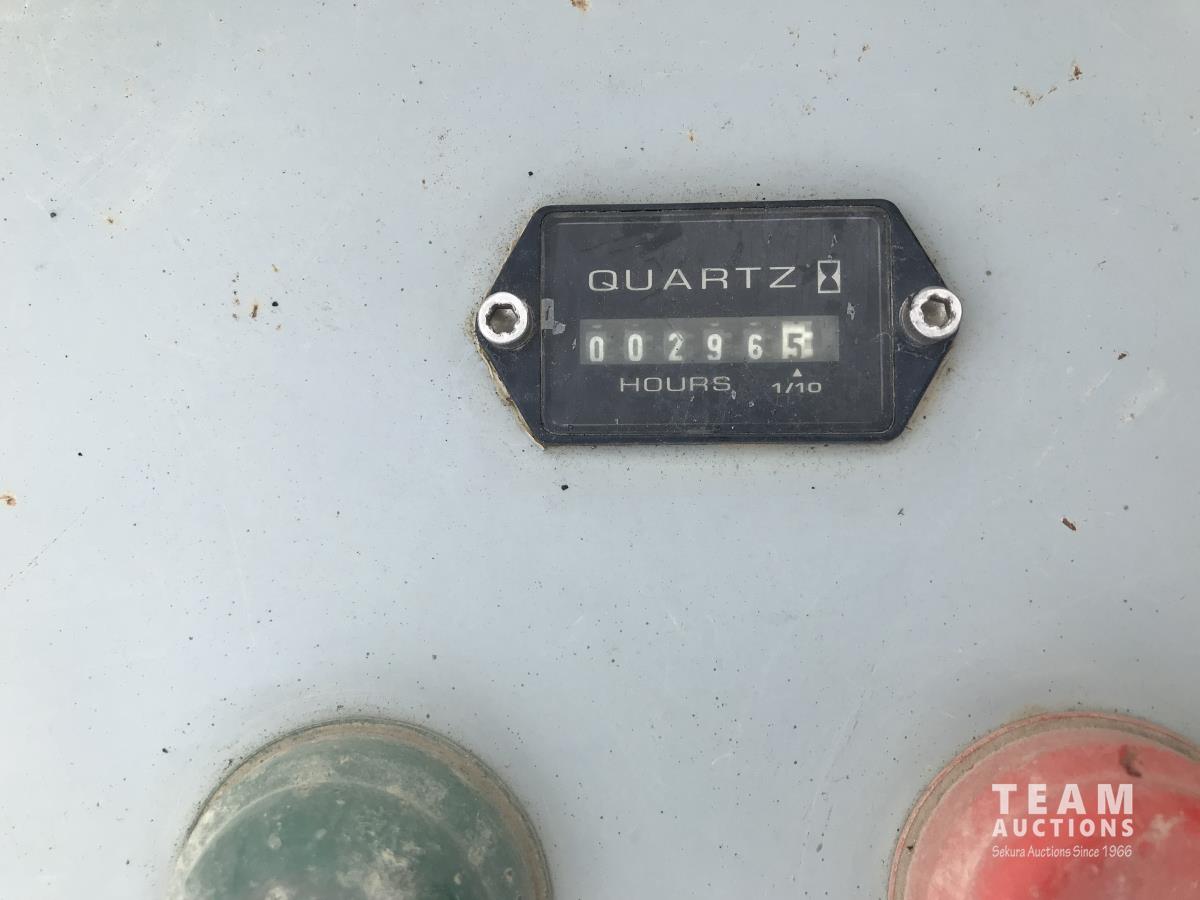 QUARTZ
002965
HOURS 1/10
TEAM
AUCTIONS
Sekura Auctions Since 1966